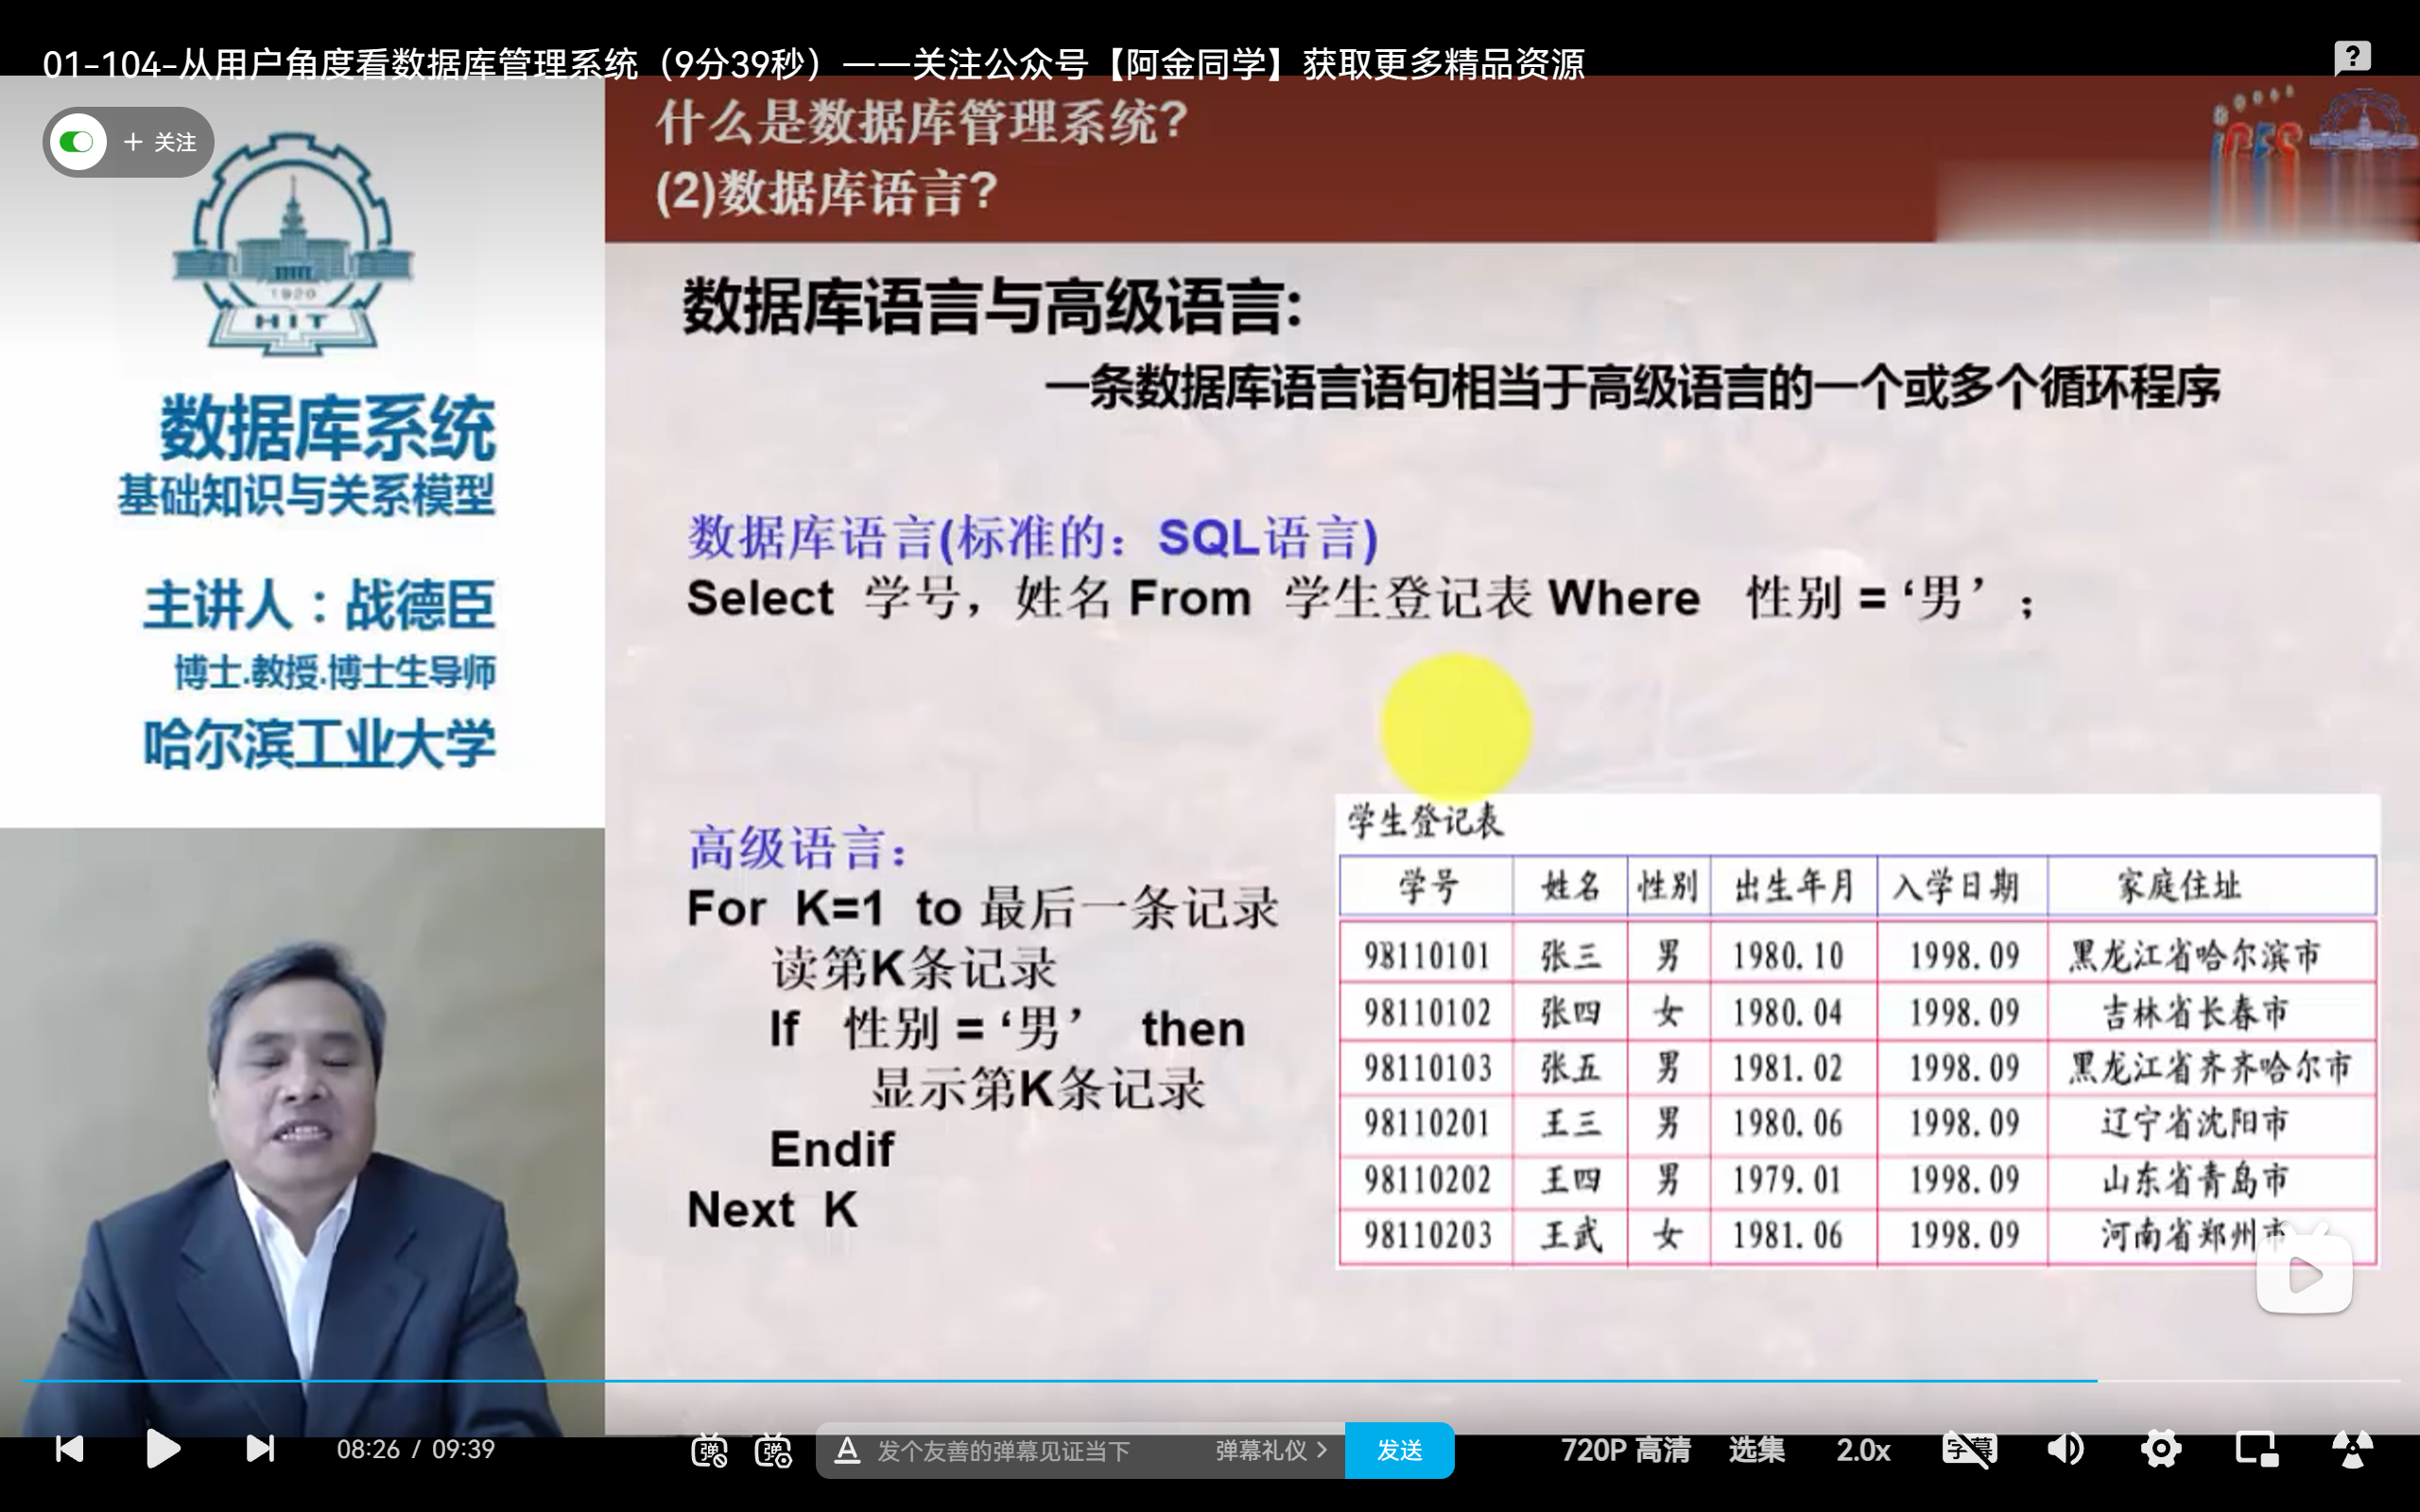 01-104-从用户角度看数据库管理系统（9分39秒）——关注公众号【阿金同学】获取更多精品资源
+ 关注
1920
HIT
数据库系统
基础知识与关系模型
主讲人：战德臣
博士.教授.博士生导师
哈尔滨工业大学
什么是数据库管理系统?
(2)数据库语言?
数据库语言与高级语言:
一条数据库语言语句相当于高级语言的一个或多个循环程序
数据库语言(标准的：SQL语言)
Select 学号，姓名 From 学生登记表 Where 性别 = ‘男’ ；
高级语言：
For K=1 to 最后一条记录
读第K条记录
If 性别 = ‘男’ then
显示第K条记录
Endif
Next K
学生登记表
学号 姓名 性别 出生年月 入学日期 家庭住址
98110101 张三 男 1980.10 1998.09 黑龙江省哈尔滨市
98110102 张四 女 1980.04 1998.09 吉林省长春市
98110103 张五 男 1981.02 1998.09 黑龙江省齐齐哈尔市
98110201 王三 男 1980.06 1998.09 辽宁省沈阳市
98110202 王四 男 1979.01 1998.09 山东省青岛市
98110203 王武 女 1981.06 1998.09 河南省郑州市
08:26 / 09:39
弹 弹 A 发个友善的弹幕见证当下 弹幕礼仪 > 发送
720P 高清 选集 2.0x 字幕